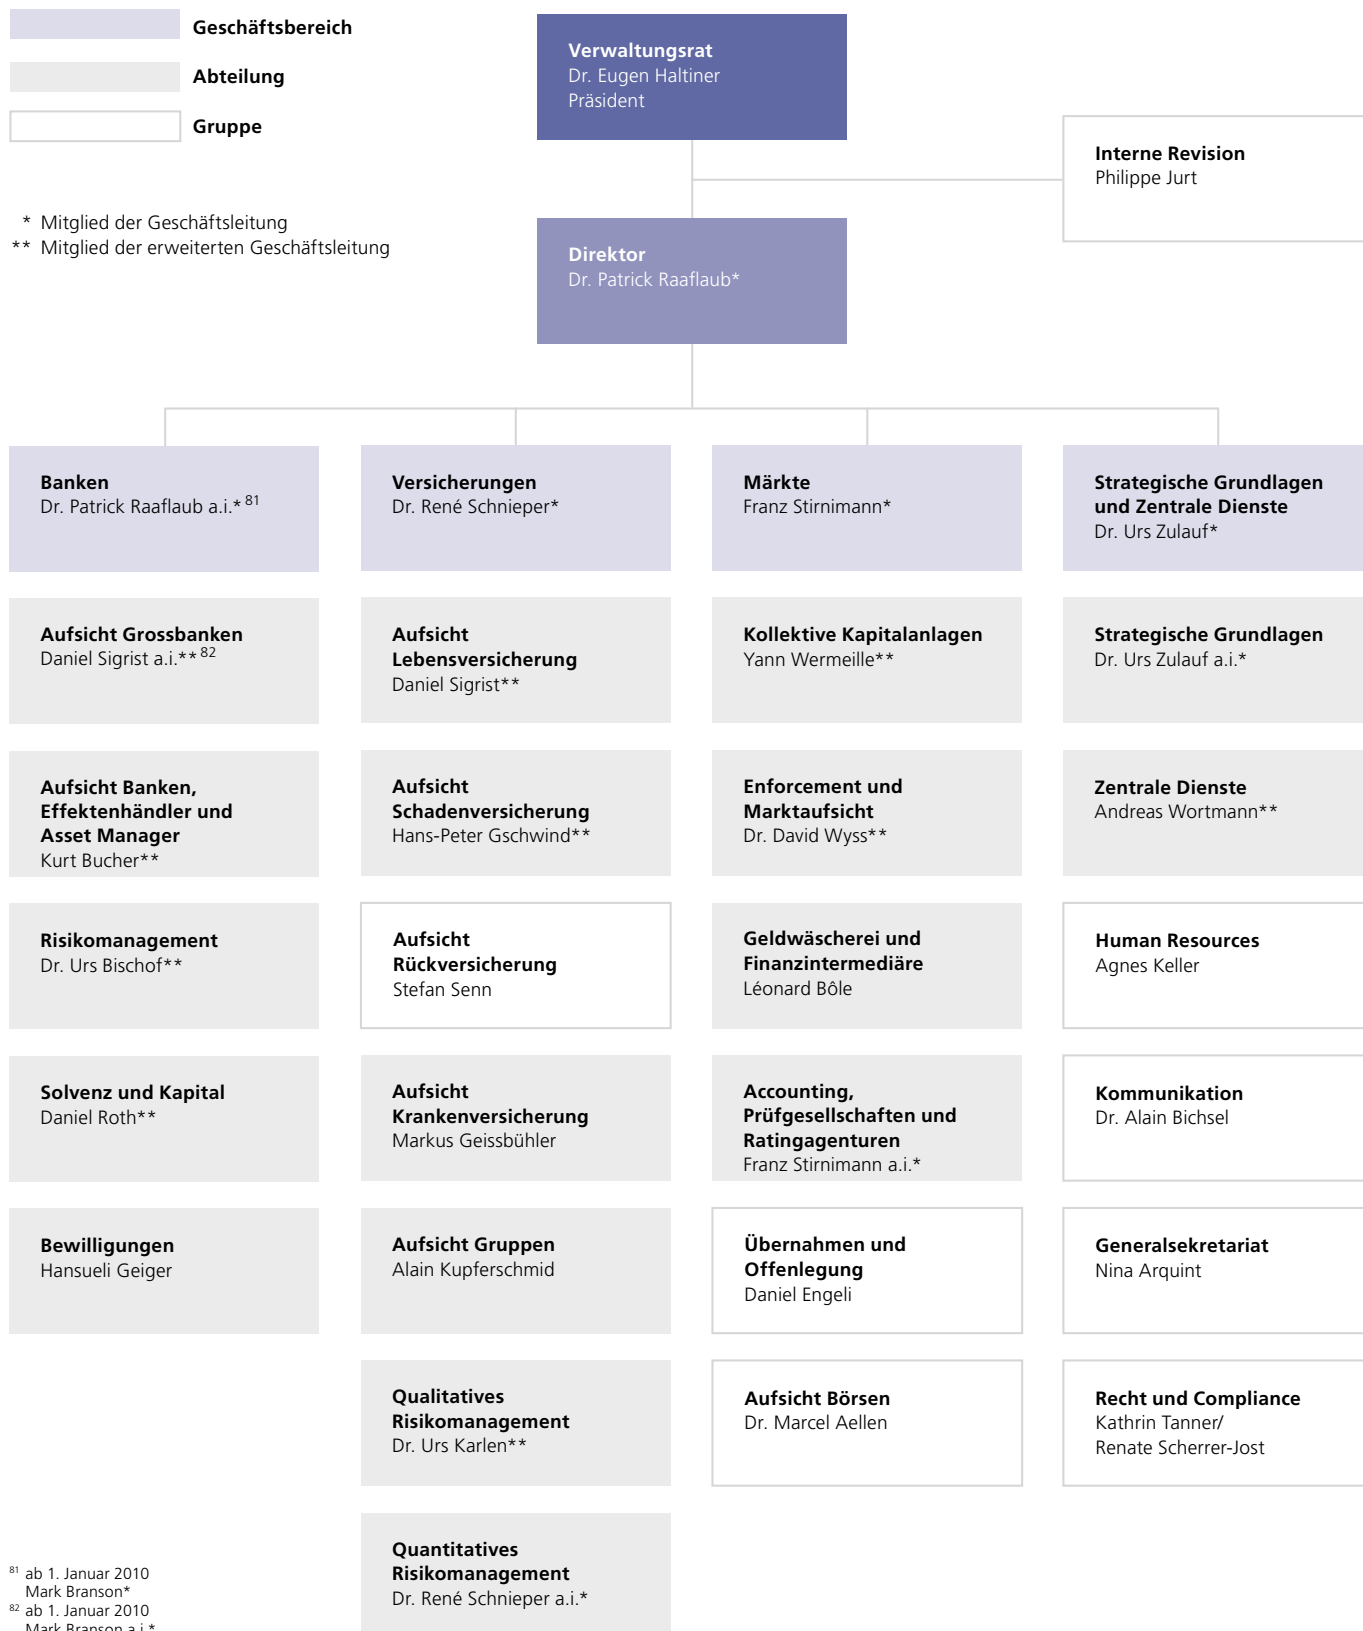 Geschäftsbereich
Abteilung
Gruppe
* Mitglied der Geschäftsleitung
** Mitglied der erweiterten Geschäftsleitung
Verwaltungsrat
Dr. Eugen Haltiner
Präsident
Interne Revision
Philippe Jurt
Direktor
Dr. Patrick Raaflaub*
Banken
Dr. Patrick Raaflaub a.i.* 81
Aufsicht Grossbanken
Daniel Sigrist a.i.** 82
Aufsicht Banken,
Effektenhändler und
Asset Manager
Kurt Bucher**
Risikomanagement
Dr. Urs Bischof**
Solvenz und Kapital
Daniel Roth**
Bewilligungen
Hansueli Geiger
Versicherungen
Dr. René Schnieper*
Aufsicht
Lebensversicherung
Daniel Sigrist**
Aufsicht
Schadenversicherung
Hans-Peter Gschwind**
Aufsicht
Rückversicherung
Stefan Senn
Aufsicht
Krankenversicherung
Markus Geissbühler
Aufsicht Gruppen
Alain Kupferschmid
Qualitatives
Risikomanagement
Dr. Urs Karlen**
Quantitatives
Risikomanagement
Dr. René Schnieper a.i.*
Märkte
Franz Stirnimann*
Kollektive Kapitalanlagen
Yann Wermeille**
Enforcement und
Marktaufsicht
Dr. David Wyss**
Geldwäscherei und
Finanzintermediäre
Léonard Bôle
Accounting,
Prüfgesellschaften und
Ratingagenturen
Franz Stirnimann a.i.*
Übernahmen und
Offenlegung
Daniel Engeli
Aufsicht Börsen
Dr. Marcel Aellen
Strategische Grundlagen
und Zentrale Dienste
Dr. Urs Zulauf*
Strategische Grundlagen
Dr. Urs Zulauf a.i.*
Zentrale Dienste
Andreas Wortmann**
Human Resources
Agnes Keller
Kommunikation
Dr. Alain Bichsel
Generalsekretariat
Nina Arquint
Recht und Compliance
Kathrin Tanner/
Renate Scherrer-Jost
81 ab 1. Januar 2010
Mark Branson*
82 ab 1. Januar 2010
Mark Branson a.i.*